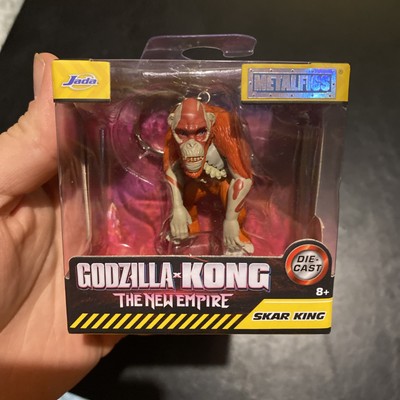 Jada
METALFIGS
GODZILLA x KONG
THE NEW EMPIRE
DIE-
CAST
8+
SKAR KING